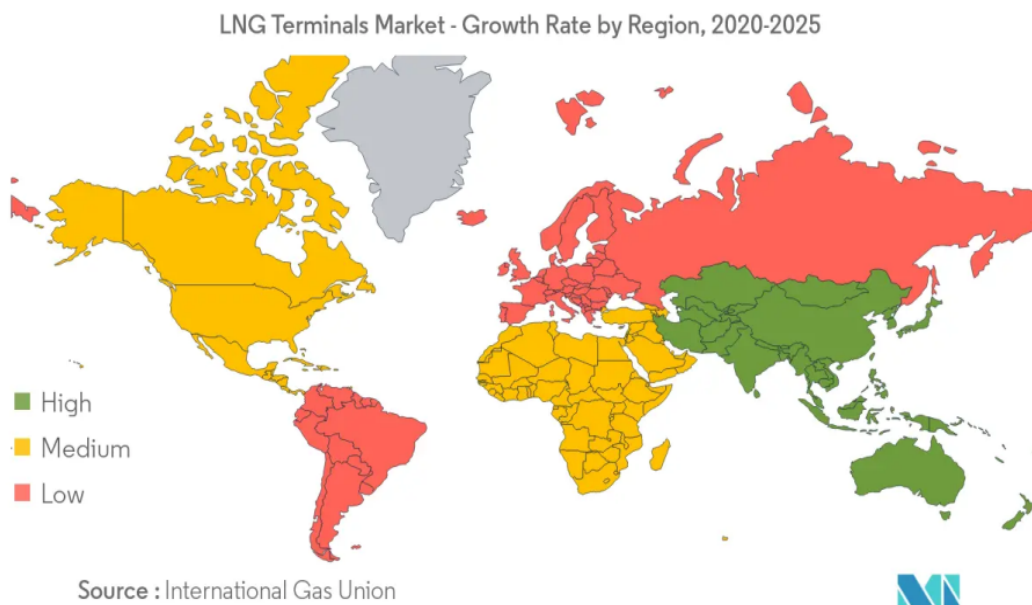 LNG Terminals Market - Growth Rate by Region, 2020-2025
High
Medium
Low
Source : International Gas Union